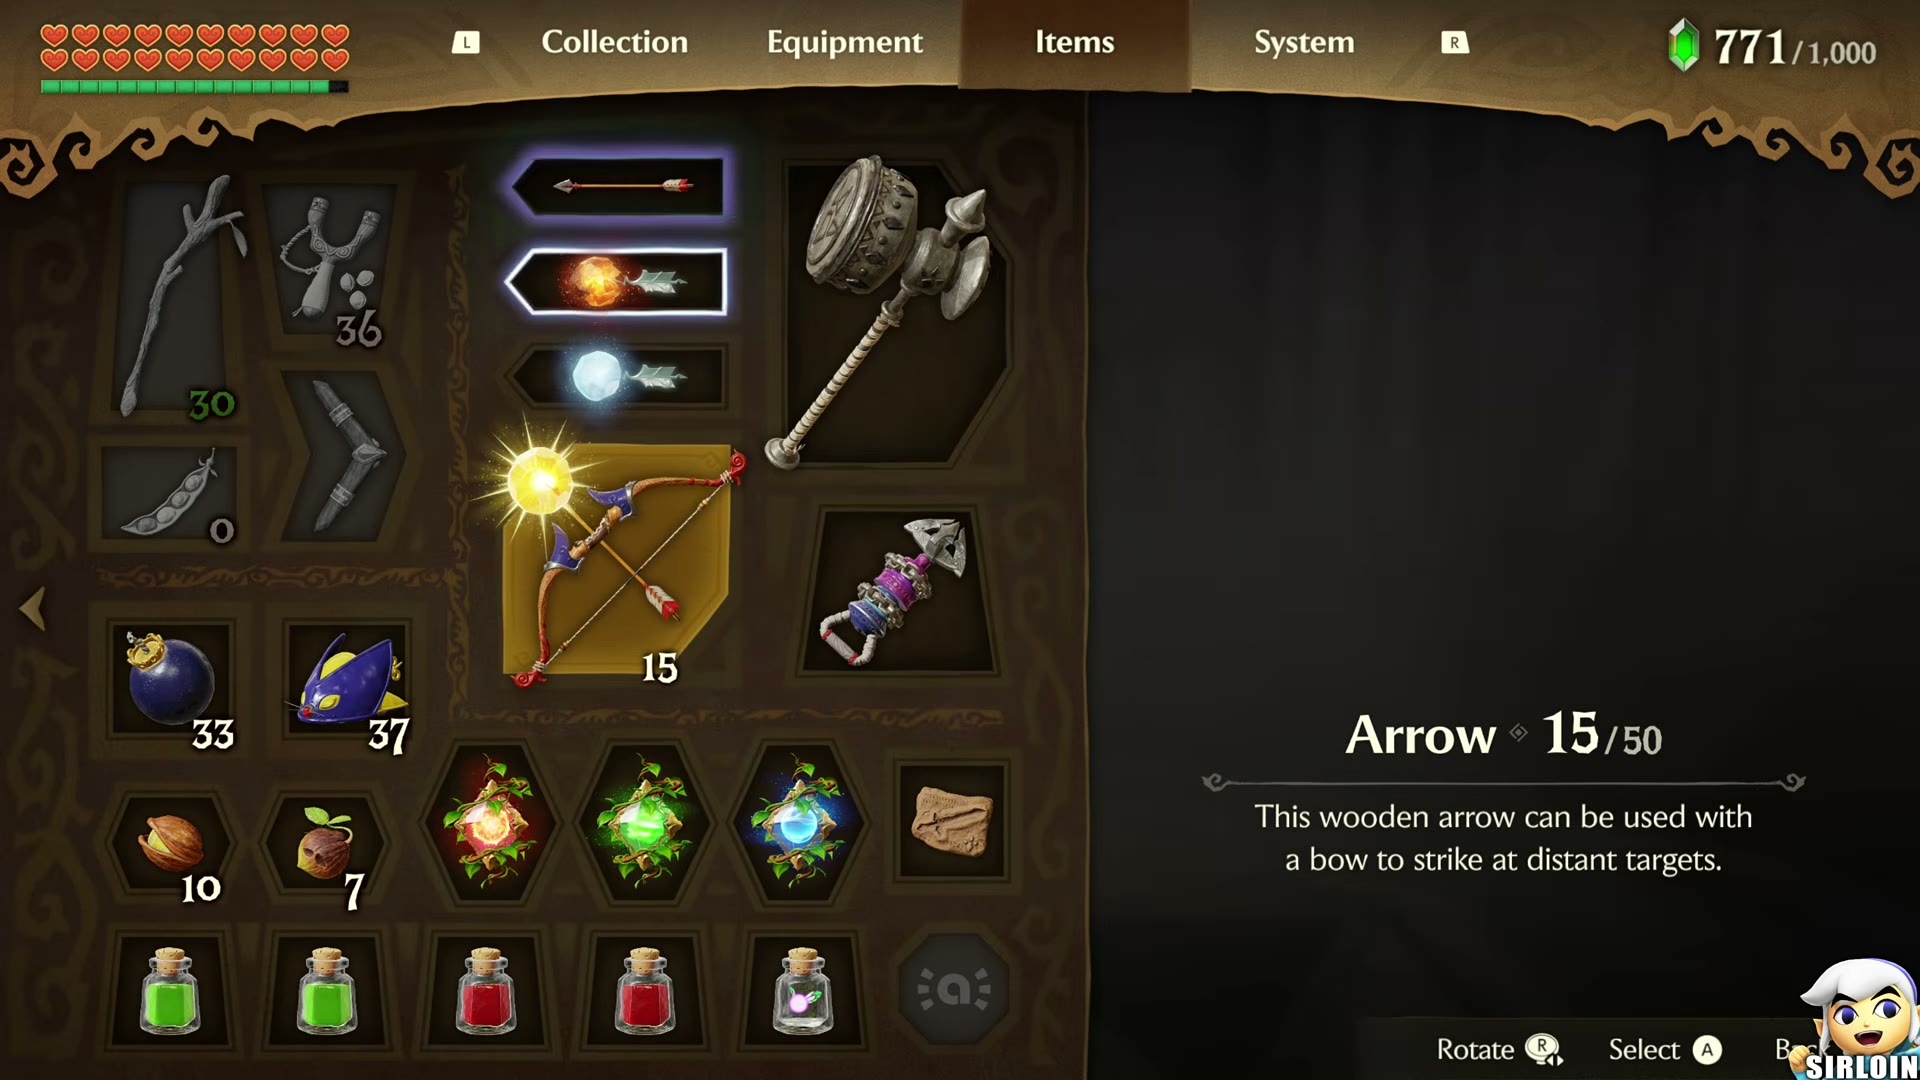 L Collection Equipment Items System R 771/1,000
36
30
0
15
33 37
10 7
Arrow 15/50
This wooden arrow can be used with
a bow to strike at distant targets.
a
Rotate R Select A
SIRLOIN